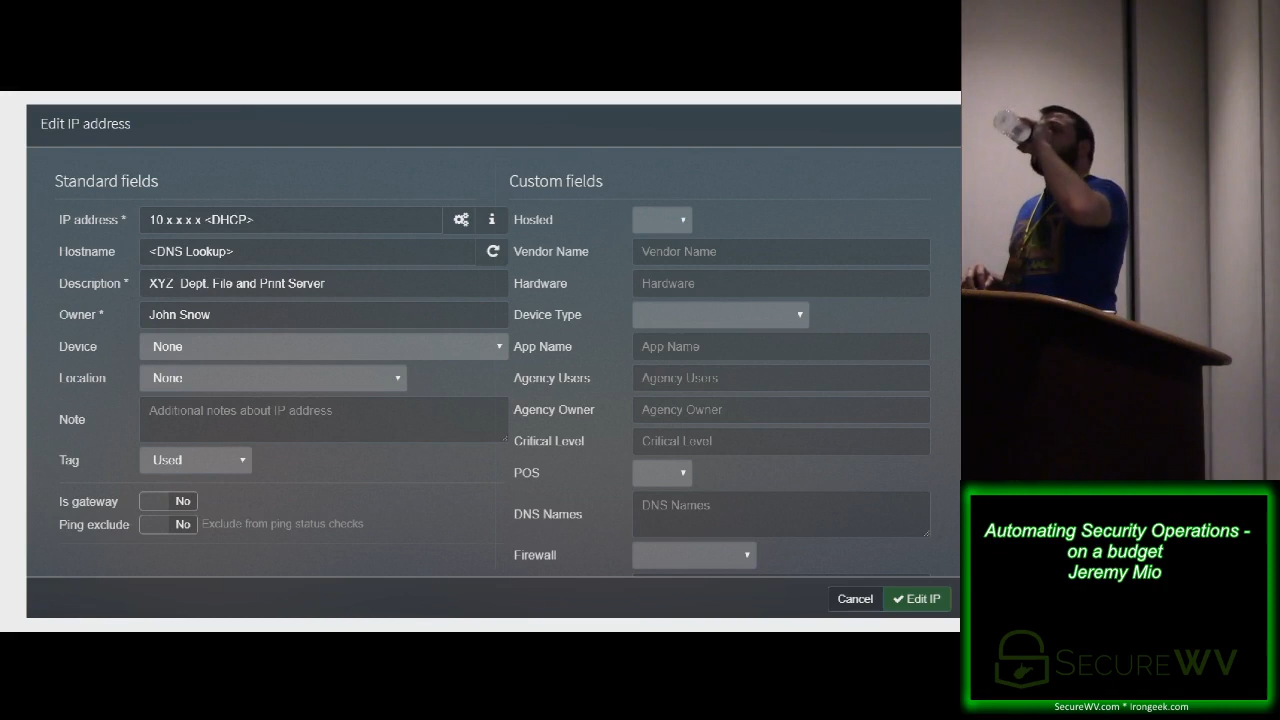 Edit IP address
Standard fields
IP address * 10 x x x x <DHCP>
Hostname <DNS Lookup>
Description * XYZ Dept. File and Print Server
Owner * John Snow
Device None
Location None
Note Additional notes about IP address
Tag Used
Is gateway No
Ping exclude No Exclude from ping status checks
Custom fields
Hosted
Vendor Name Vendor Name
Hardware Hardware
Device Type
App Name App Name
Agency Users Agency Users
Agency Owner Agency Owner
Critical Level Critical Level
POS
DNS Names DNS Names
Firewall
Cancel Edit IP
Automating Security Operations -
on a budget
Jeremy Mio
SECUREWV
SecureWV.com * Irongeek.com